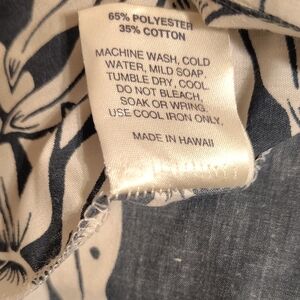 65% POLYESTER
35% COTTON
MACHINE WASH, COLD
WATER, MILD SOAP.
TUMBLE DRY, COOL.
DO NOT BLEACH,
SOAK OR WRING.
USE COOL IRON ONLY.
MADE IN HAWAII